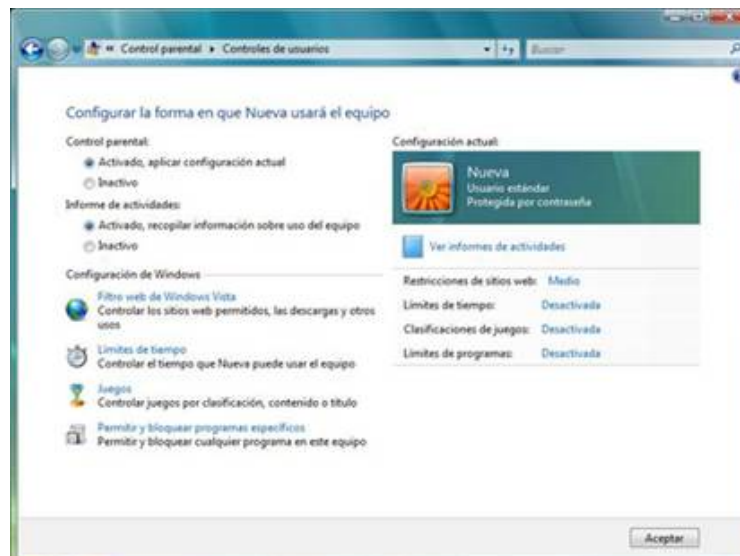 « Control parental ▸ Controles de usuarios
Buscar
Configurar la forma en que Nueva usará el equipo
Control parental:
Activado, aplicar configuración actual
Inactivo
Informe de actividades:
Activado, recopilar información sobre uso del equipo
Inactivo
Configuración de Windows
Filtro web de Windows Vista
Controlar los sitios web permitidos, las descargas y otros
usos
Límites de tiempo
Controlar el tiempo que Nueva puede usar el equipo
Juegos
Controlar juegos por clasificación, contenido o título
Permitir y bloquear programas específicos
Permitir y bloquear cualquier programa en este equipo
Configuración actual:
Nueva
Usuario estándar
Protegida por contraseña
Ver informes de actividades
Restricciones de sitios web: Medio
Límites de tiempo: Desactivada
Clasificaciones de juegos: Desactivada
Límites de programas: Desactivada
Aceptar